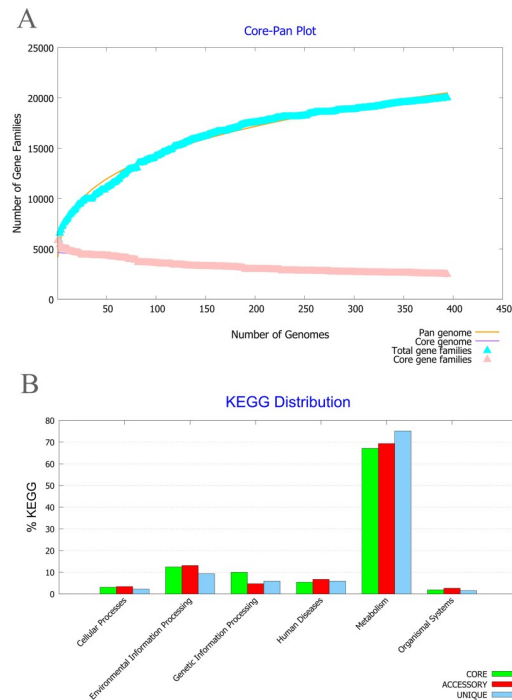 A
Core-Pan Plot
25000
20000
15000
10000
5000
0
Number of Gene Families
50 100 150 200 250 300 350 400 450
Number of Genomes
Pan genome
Core genome
Total gene families
Core gene families
B
KEGG Distribution
80
70
60
50
40
30
20
10
0
% KEGG
Cellular Processes
Environmental Information Processing
Genetic Information Processing
Human Diseases
Metabolism
Organismal Systems
CORE
ACCESSORY
UNIQUE